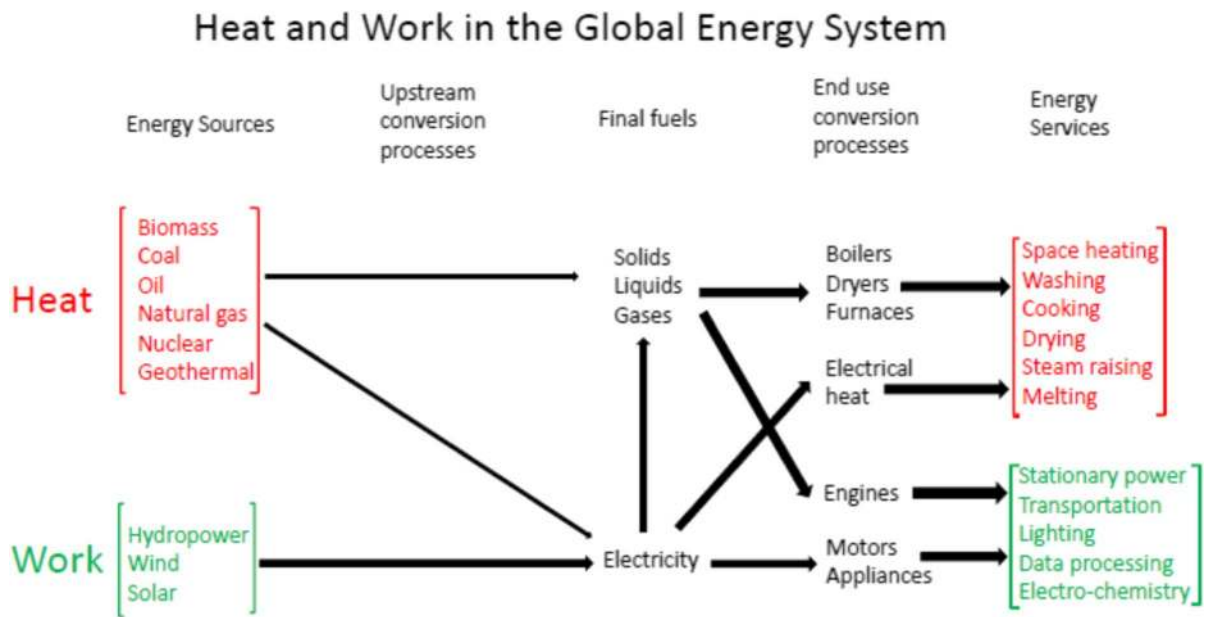 Heat and Work in the Global Energy System
Energy Sources
Upstream
conversion
processes
Final fuels
End use
conversion
processes
Energy
Services
Heat
Biomass
Coal
Oil
Natural gas
Nuclear
Geothermal
Solids
Liquids
Gases
Boilers
Dryers
Furnaces
Electrical
heat
Space heating
Washing
Cooking
Drying
Steam raising
Melting
Work
Hydropower
Wind
Solar
Electricity
Engines
Motors
Appliances
Stationary power
Transportation
Lighting
Data processing
Electro-chemistry